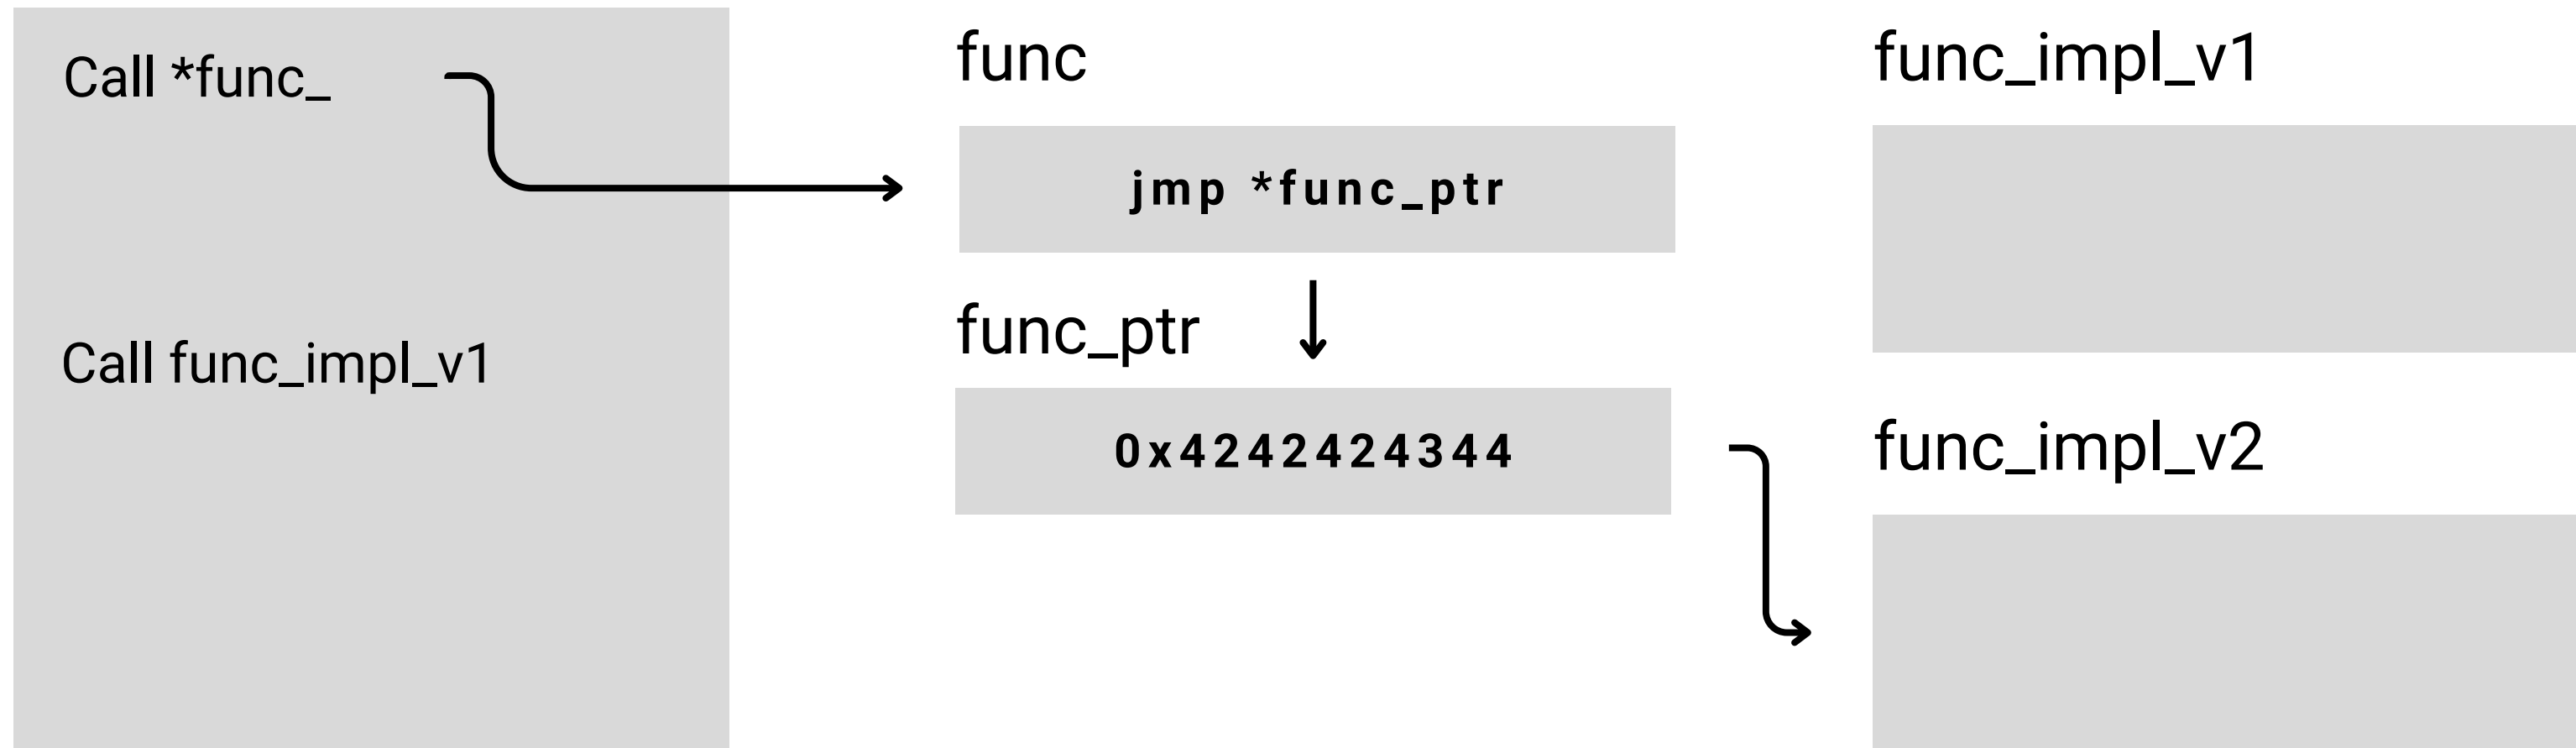 Call *func_
Call func_impl_v1
func
jmp *func_ptr
func_ptr
0x4242424344
func_impl_v1
func_impl_v2